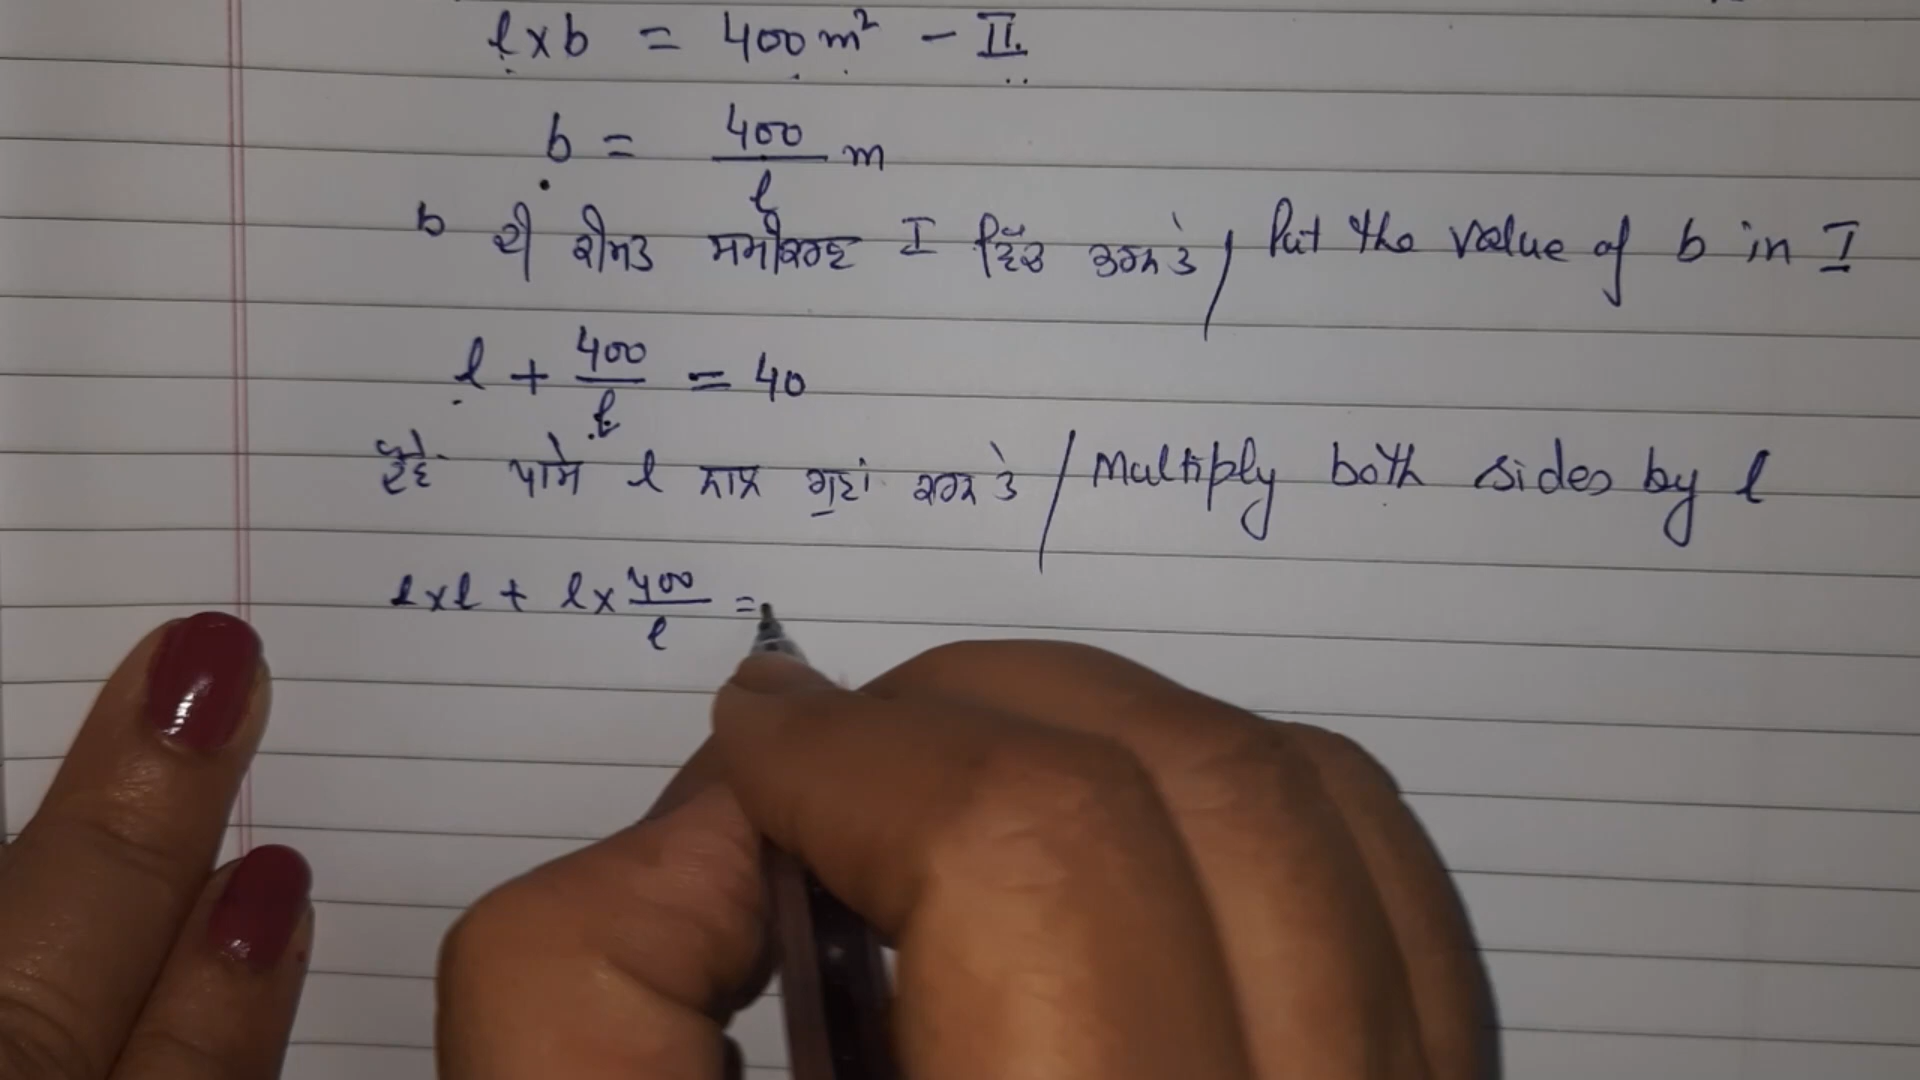 l×b = 400 m² - II.
b = 400/l m
b ਦੀ ਕੀਮਤ ਸਮੀਕਰਣ I ਵਿੱਚ ਭਰਨ ਤੇ / Put the value of b in I
l + 400/l = 40
ਦੋਵੇਂ ਪਾਸੇ l ਨਾਲ ਗੁਣਾਂ ਕਰਨ ਤੇ / Multiply both sides by l
l×l + l×400/l =